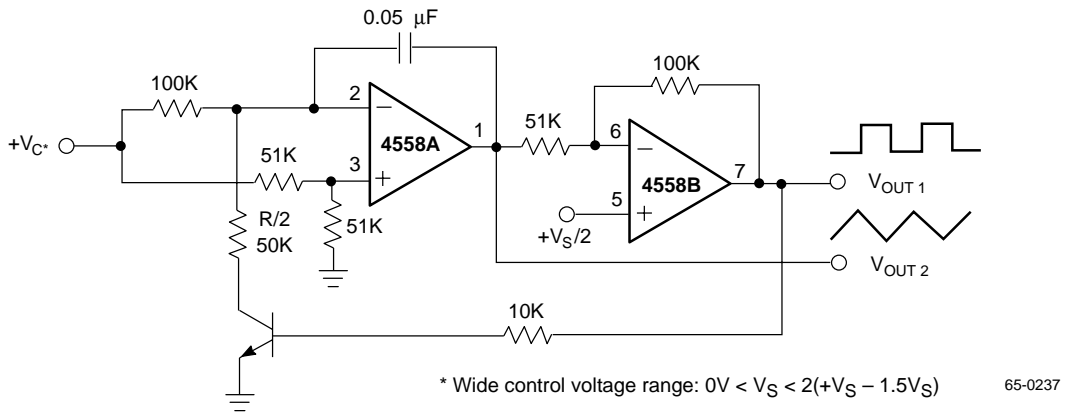 0.05 μF
100K
2
−
4558A
1
3
+
+VC*
51K
51K
R/2
50K
100K
51K
6
−
4558B
7
5
+
+VS/2
VOUT 1
VOUT 2
10K
* Wide control voltage range: 0V < VS < 2(+VS – 1.5VS)
65-0237